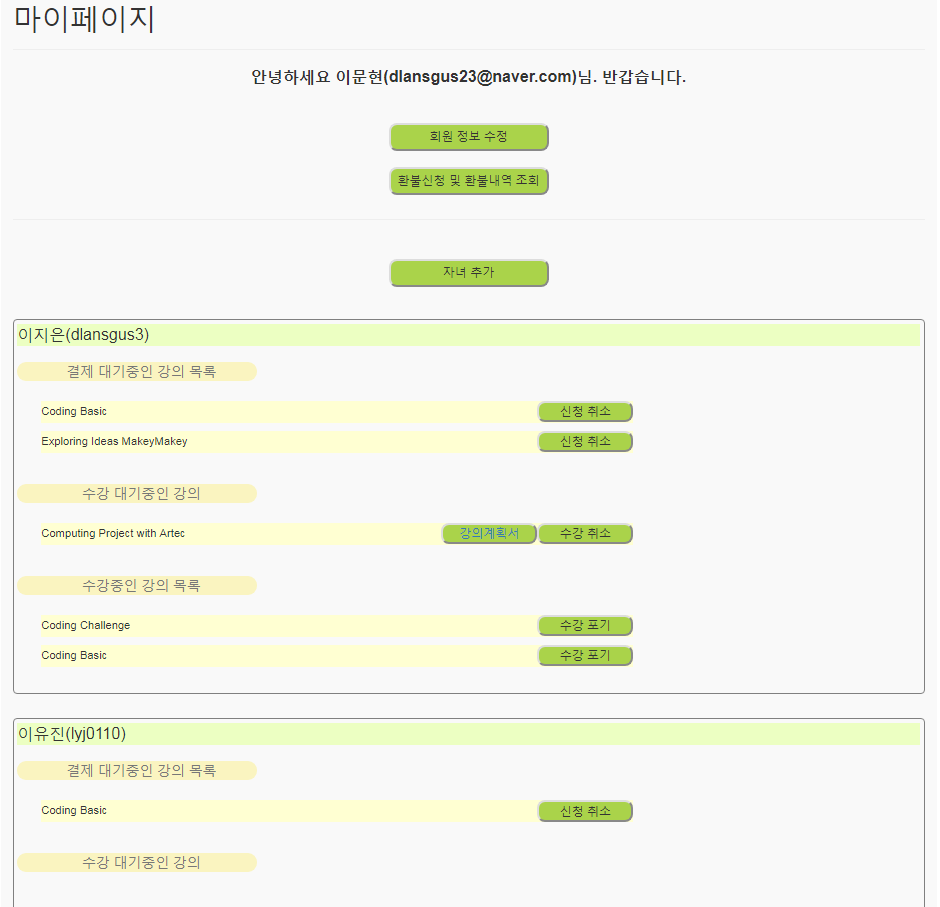 마이페이지
안녕하세요 이문현(dlansgus23@naver.com)님. 반갑습니다.
회원 정보 수정
환불신청 및 환불내역 조회
자녀 추가
이지은(dlansgus3)
결제 대기중인 강의 목록
Coding Basic 신청 취소
Exploring Ideas MakeyMakey 신청 취소
수강 대기중인 강의
Computing Project with Artec 강의계획서 수강 취소
수강중인 강의 목록
Coding Challenge 수강 포기
Coding Basic 수강 포기
이유진(lyj0110)
결제 대기중인 강의 목록
Coding Basic 신청 취소
수강 대기중인 강의